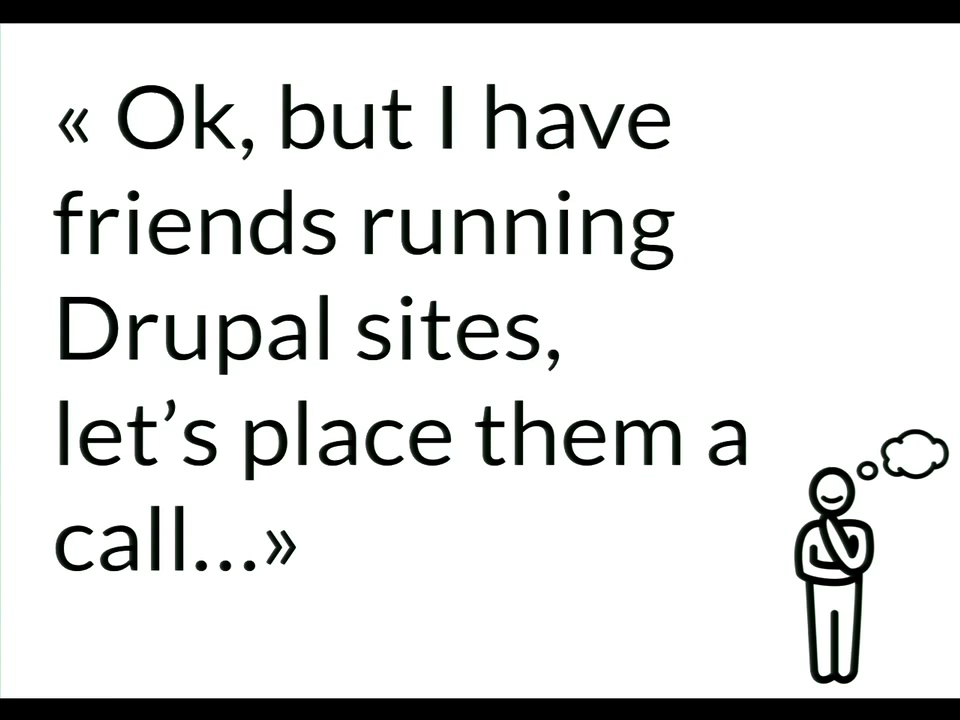 « Ok, but I have
friends running
Drupal sites,
let’s place them a
call…»